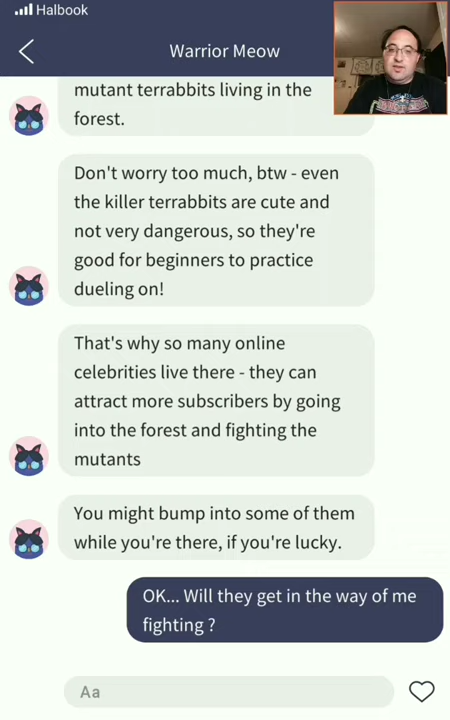 Halbook
Warrior Meow
mutant terrabbits living in the
forest.
Don't worry too much, btw - even
the killer terrabbits are cute and
not very dangerous, so they're
good for beginners to practice
dueling on!
That's why so many online
celebrities live there - they can
attract more subscribers by going
into the forest and fighting the
mutants
You might bump into some of them
while you're there, if you're lucky.
OK... Will they get in the way of me
fighting ?
Aa